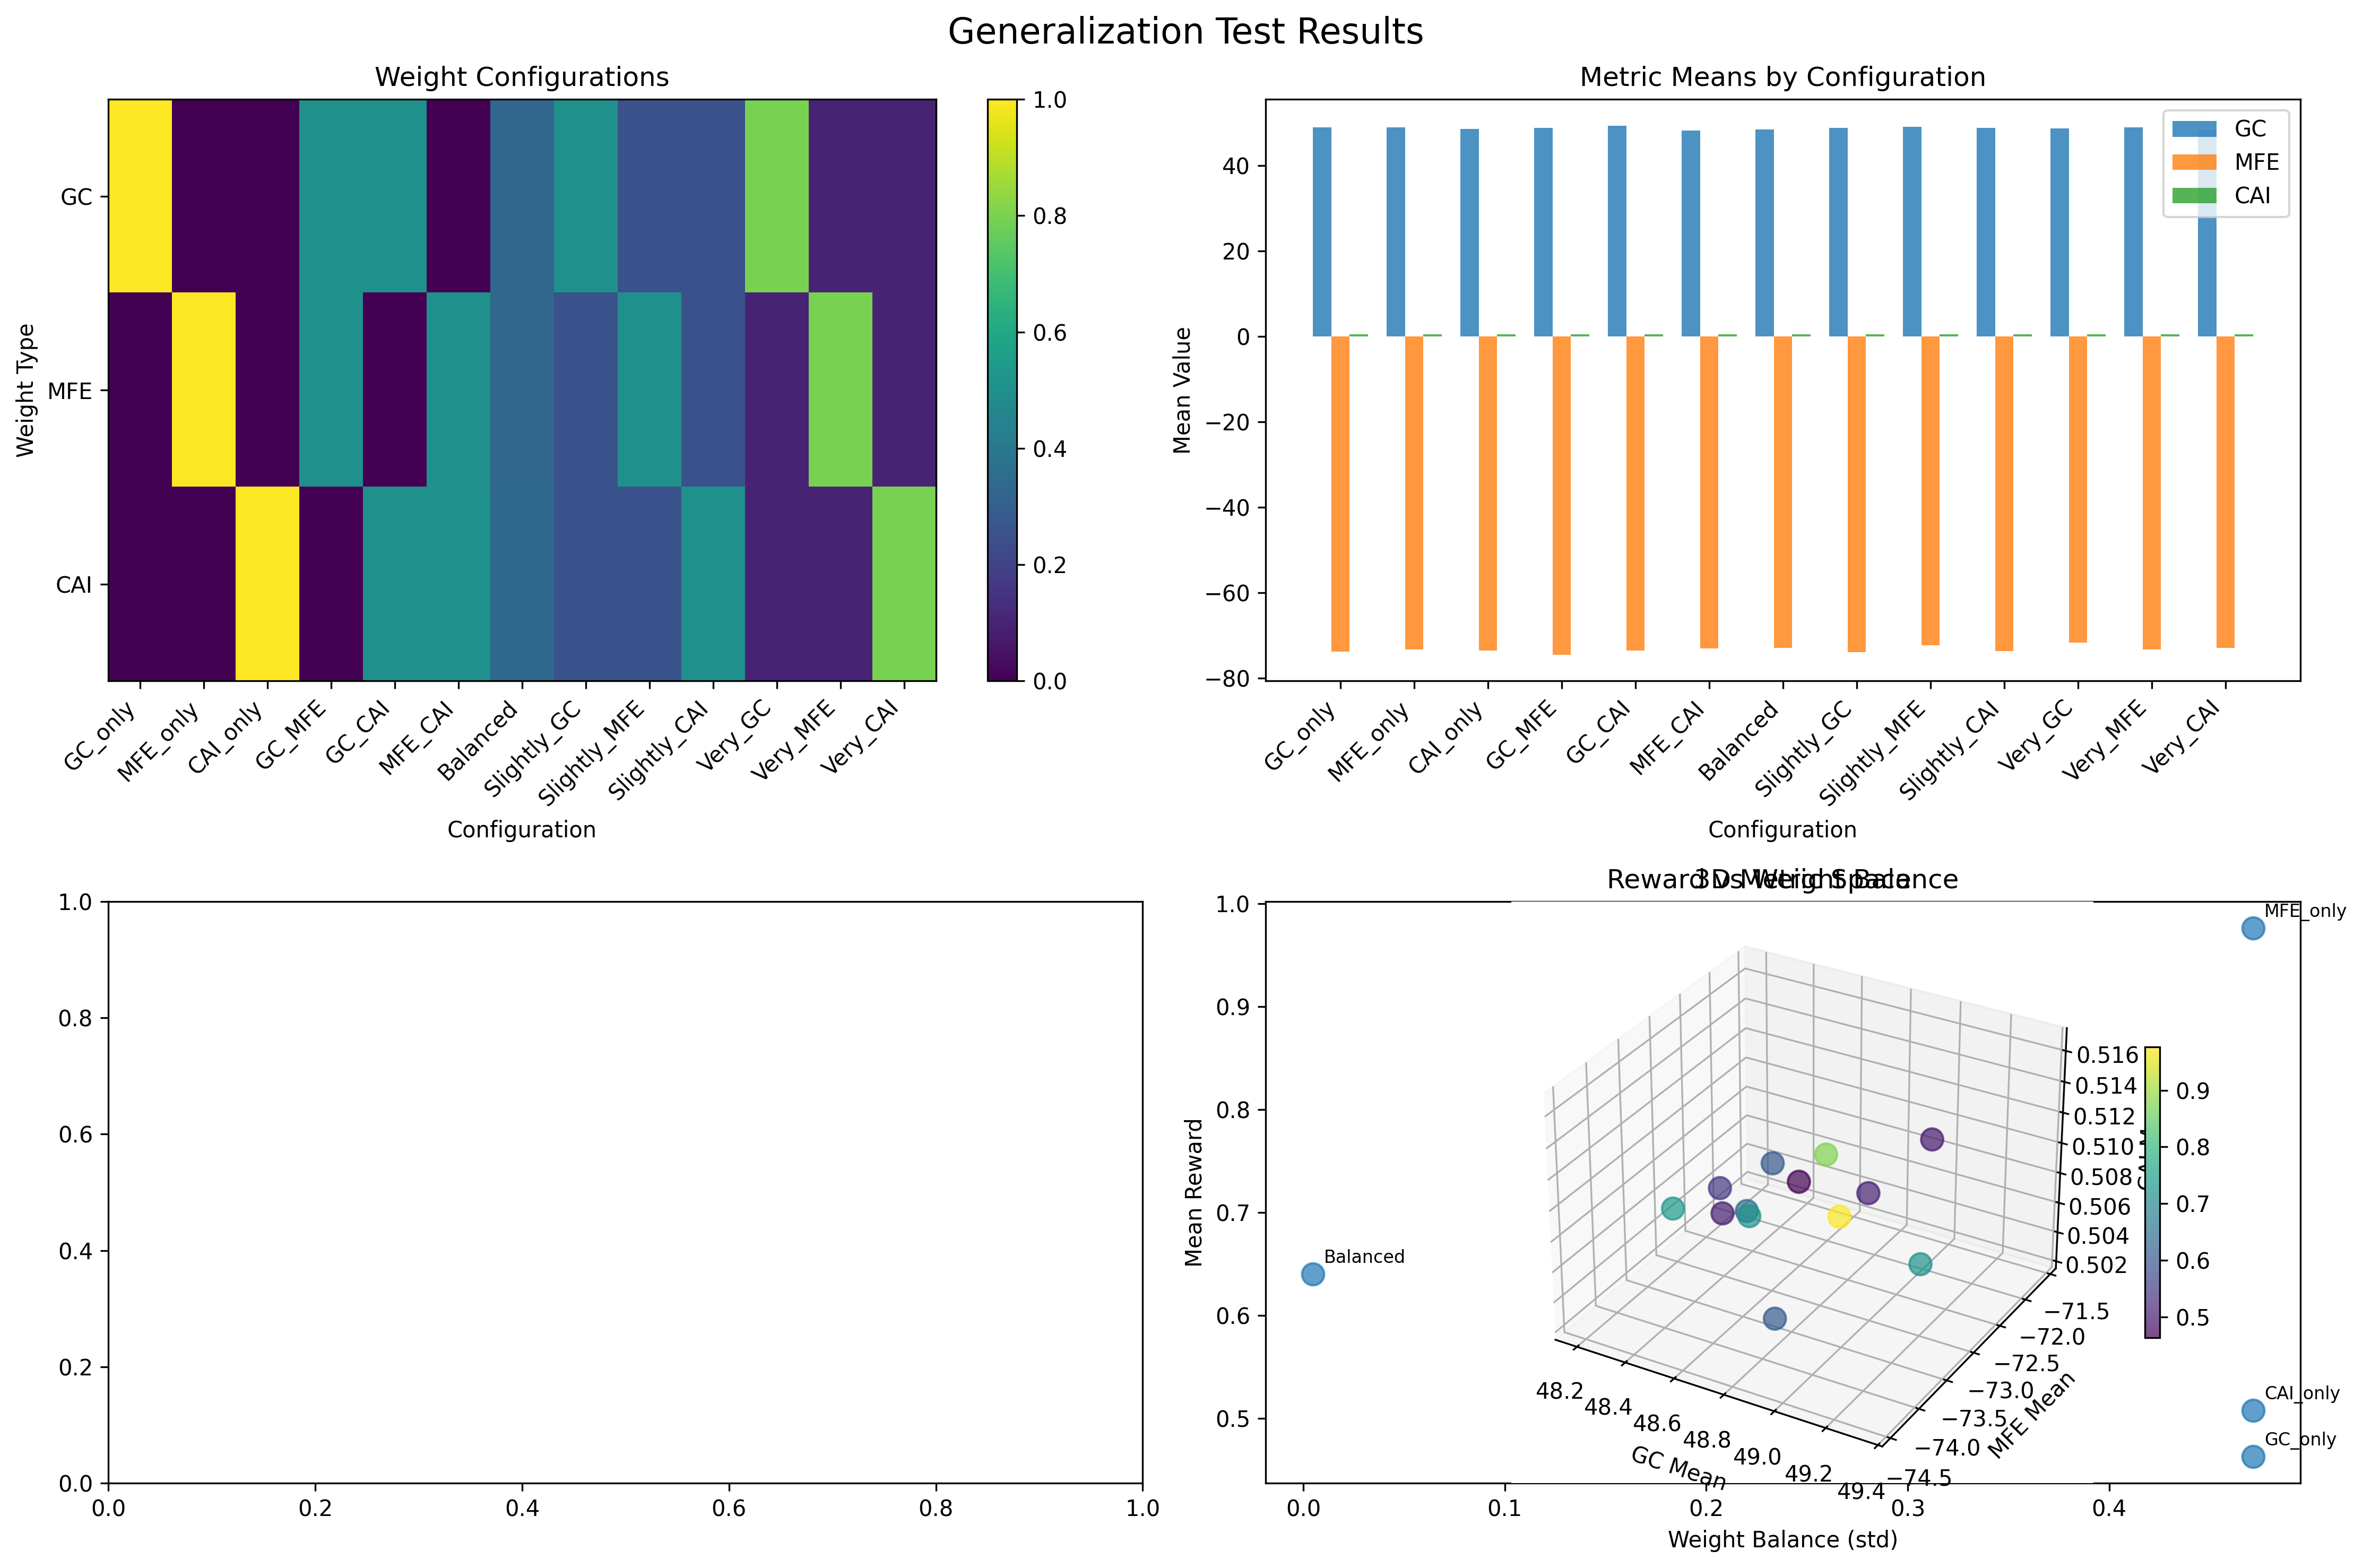 Generalization Test Results
Weight Configurations
Weight Type
GC
MFE
CAI
1.0
0.8
0.6
0.4
0.2
0.0
GC_only
MFE_only
CAI_only
GC_MFE
GC_CAI
MFE_CAI
Balanced
Slightly_GC
Slightly_MFE
Slightly_CAI
Very_GC
Very_MFE
Very_CAI
Configuration
Metric Means by Configuration
Mean Value
40
20
0
−20
−40
−60
−80
GC
MFE
CAI
GC_only
MFE_only
CAI_only
GC_MFE
GC_CAI
MFE_CAI
Balanced
Slightly_GC
Slightly_MFE
Slightly_CAI
Very_GC
Very_MFE
Very_CAI
Configuration
1.0
0.8
0.6
0.4
0.2
0.0
0.0
0.2
0.4
0.6
0.8
1.0
Reward vs Weight Balance
3D Metric Space
Mean Reward
1.0
0.9
0.8
0.7
0.6
0.5
MFE_only
Balanced
CAI_only
GC_only
0.516
0.514
0.512
0.510
0.508
0.506
0.504
0.502
0.9
0.8
0.7
0.6
0.5
−71.5
−72.0
−72.5
−73.0
−73.5
−74.0
−74.5
MFE Mean
48.2
48.4
48.6
48.8
49.0
49.2
49.4
GC Mean
0.0
0.1
0.2
0.3
0.4
Weight Balance (std)